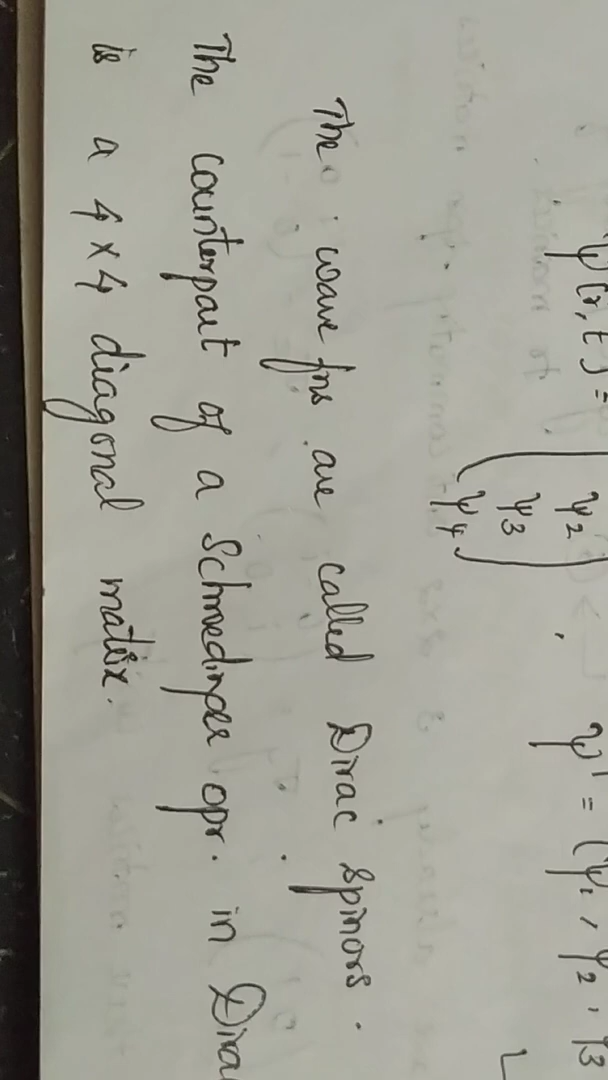 ψ(r,t) = (ψ2 ψ3 ψ4) , ψ' = (ψ1, ψ2, ψ3
The wave fns are called Dirac Spinors.
The counterpart of a Schroedinger opr. in Dira
is a 4×4 diagonal matrix.